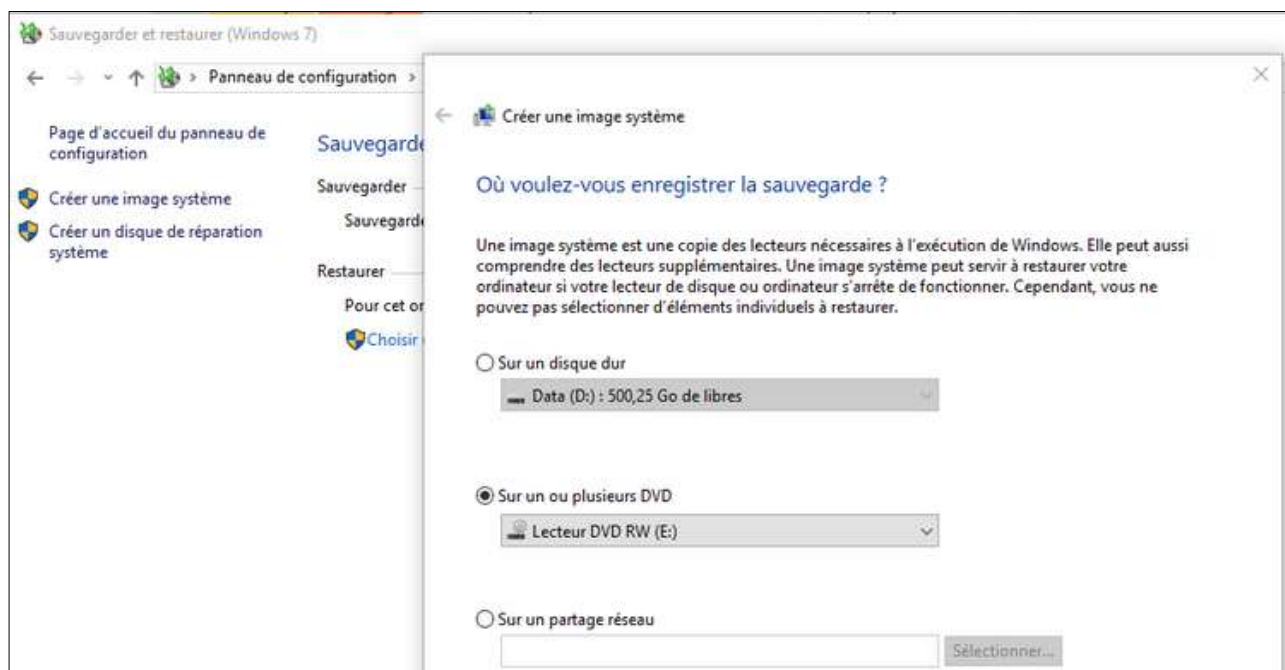 Sauvegarder et restaurer (Windows 7)
Panneau de configuration
Page d'accueil du panneau de
configuration
Créer une image système
Créer un disque de réparation
système
Sauvegarder
Sauvegarde
Restaurer
Pour cet
Choisir
Créer une image système
Où voulez-vous enregistrer la sauvegarde ?
Une image système est une copie des lecteurs nécessaires à l'exécution de Windows. Elle peut aussi
comprendre des lecteurs supplémentaires. Une image système peut servir à restaurer votre
ordinateur si votre lecteur de disque ou ordinateur s'arrête de fonctionner. Cependant, vous ne
pouvez pas sélectionner d'éléments individuels à restaurer.
Sur un disque dur
Data (D:) : 500,25 Go de libres
Sur un ou plusieurs DVD
Lecteur DVD RW (E:)
Sur un partage réseau
Sélectionner...